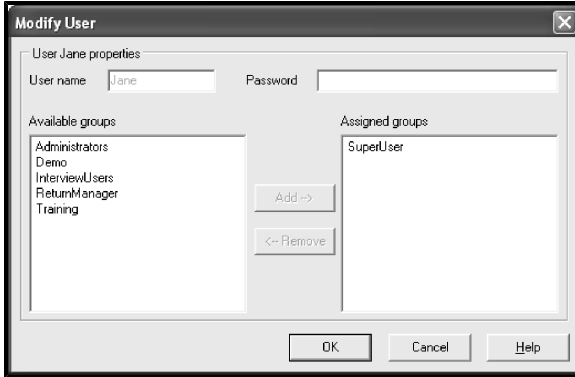 Modify User
User Jane properties
User name
Jane
Password
Available groups
Assigned groups
Administrators
Demo
InterviewUsers
ReturnManager
Training
SuperUser
Add -->
<-- Remove
OK
Cancel
Help